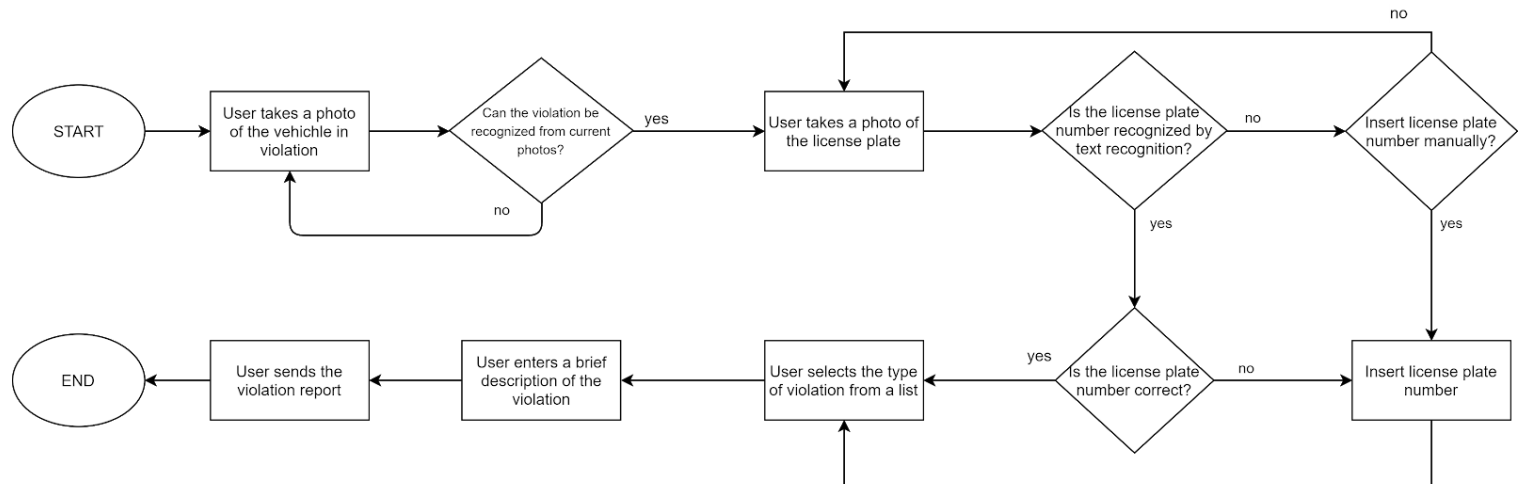 no
START
User takes a photo
of the vehichle in
violation
Can the violation be
recognized from current
photos?
yes
no
User takes a photo of
the license plate
Is the license plate
number recognized by
text recognition?
no
yes
Insert license plate
number manually?
yes
END
User sends the
violation report
User enters a brief
description of the
violation
User selects the type
of violation from a list
yes
Is the license plate
number correct?
no
Insert license plate
number